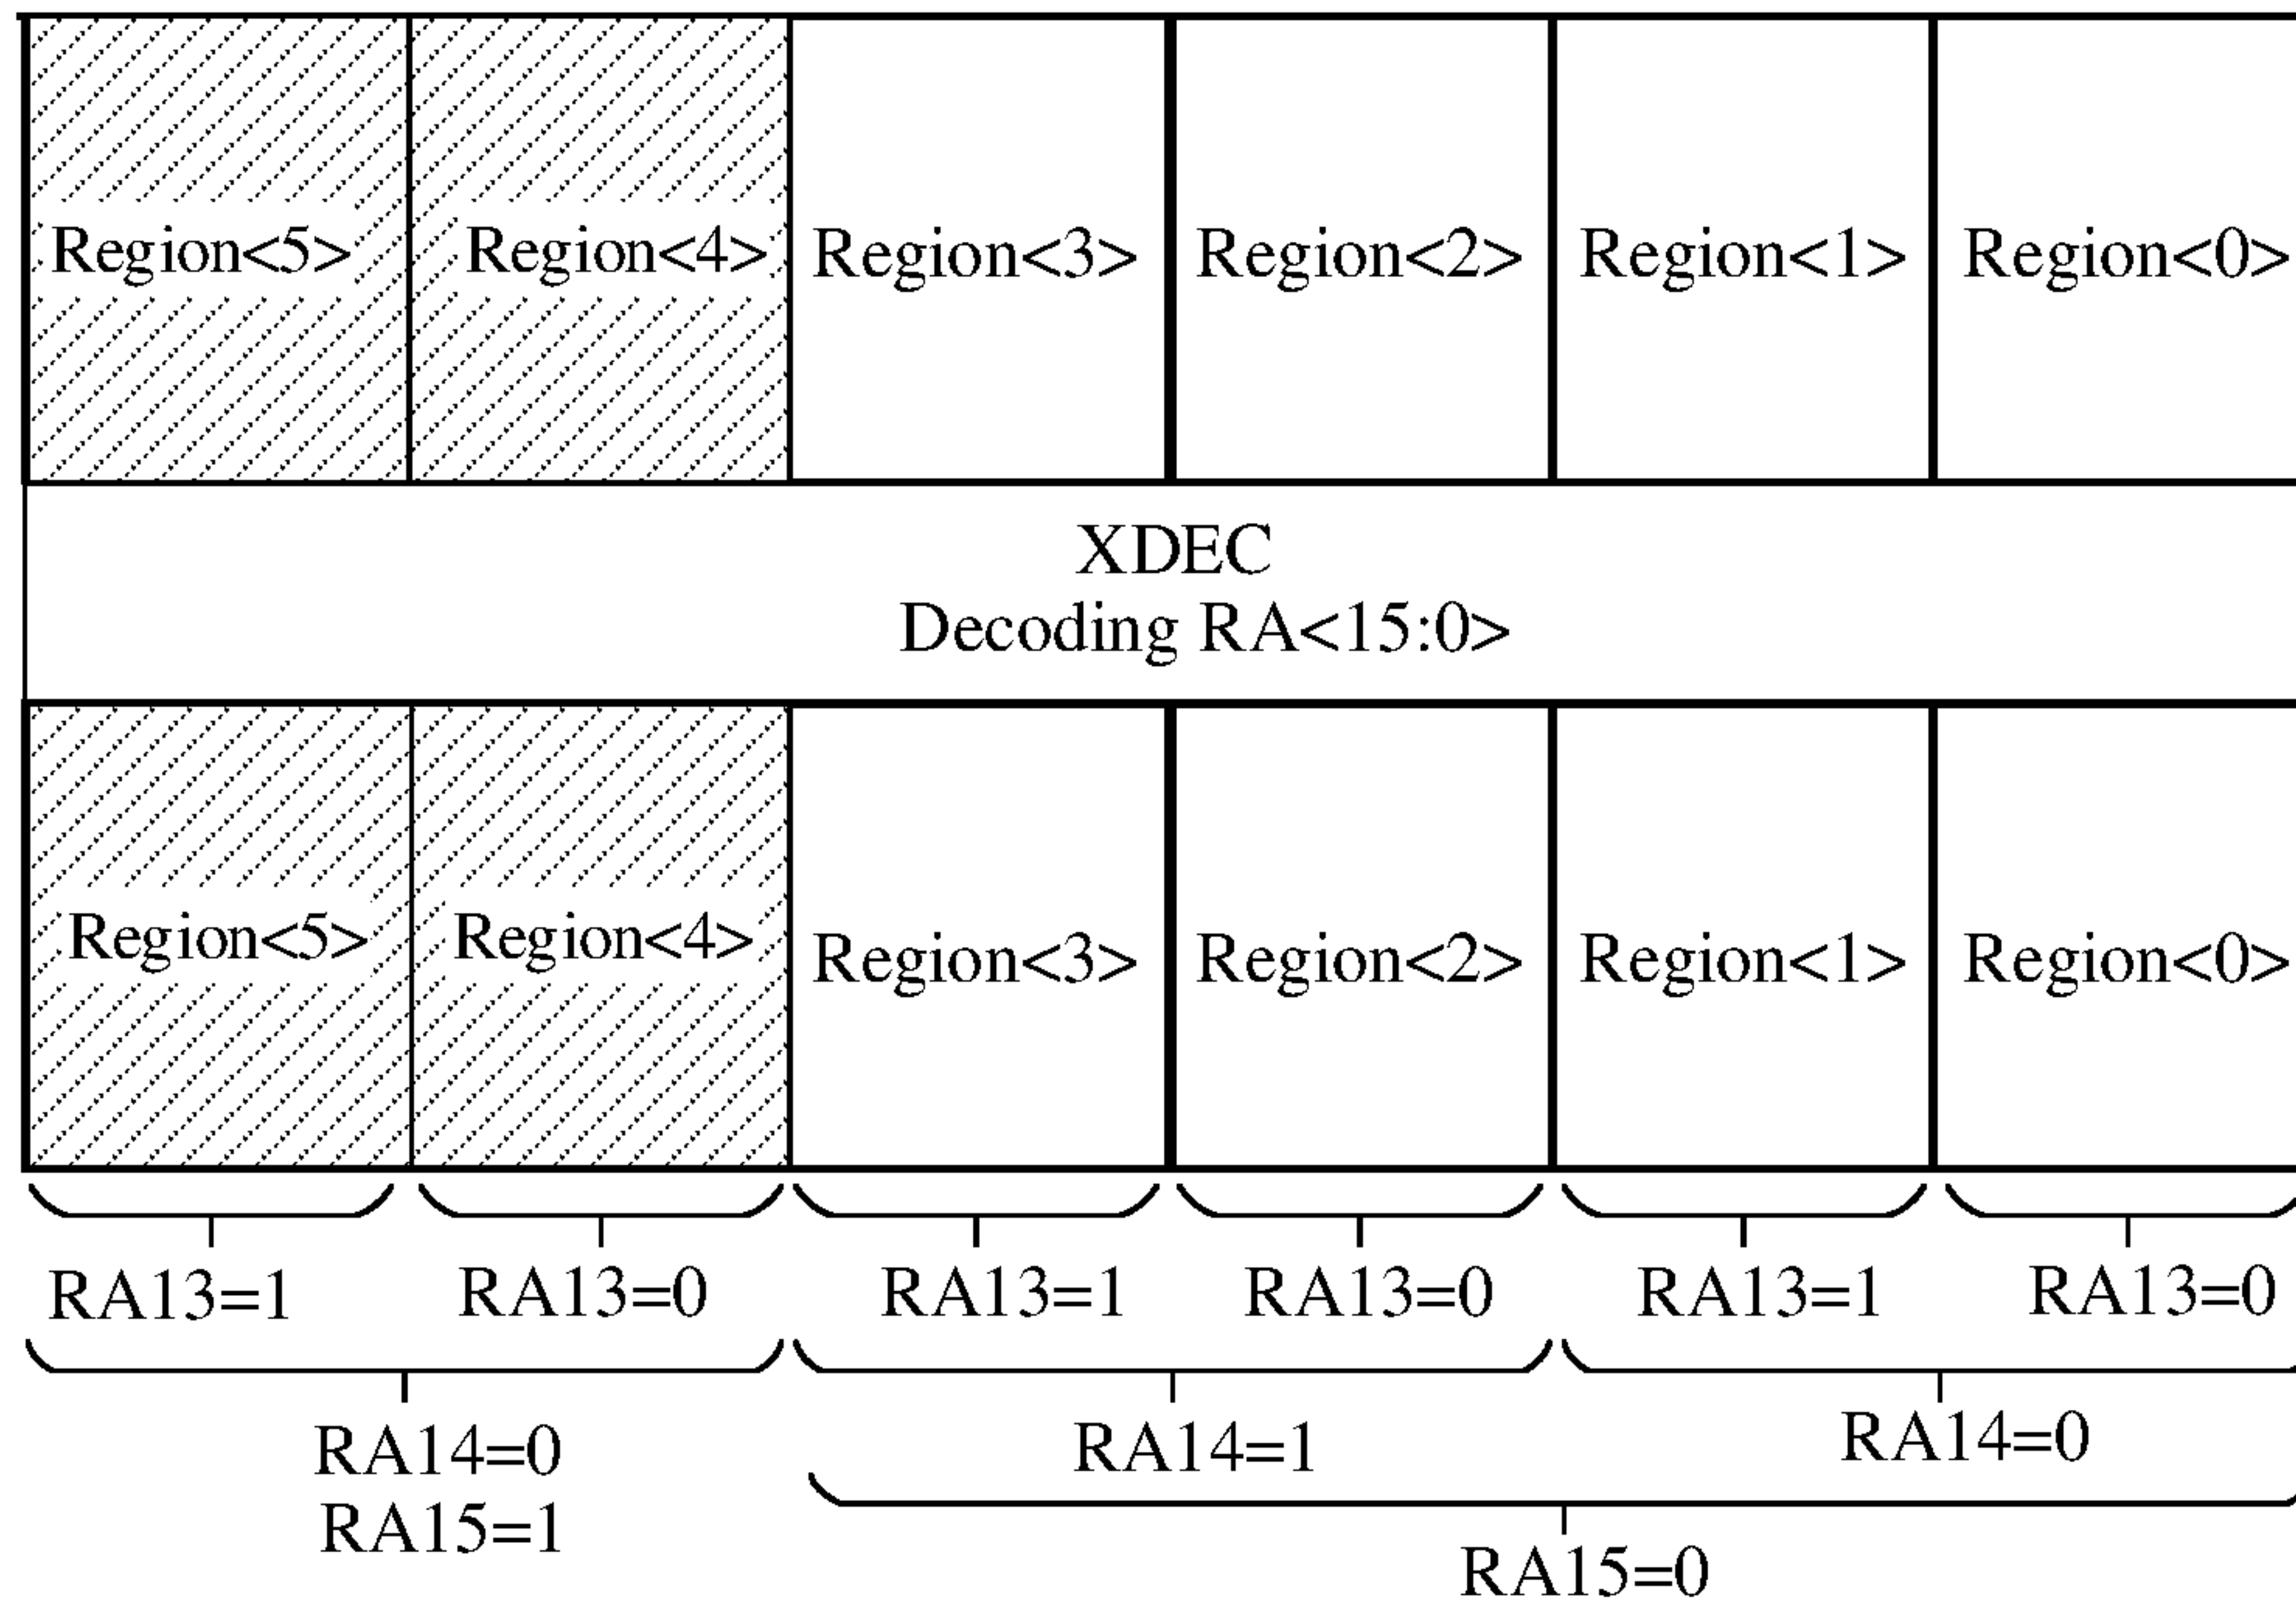 Region<5> Region<4> Region<3> Region<2> Region<1> Region<0>
XDEC
Decoding RA<15:0>
Region<5> Region<4> Region<3> Region<2> Region<1> Region<0>
RA13=1 RA13=0 RA13=1 RA13=0 RA13=1 RA13=0
RA14=0 RA14=1 RA14=0
RA15=1
RA15=0